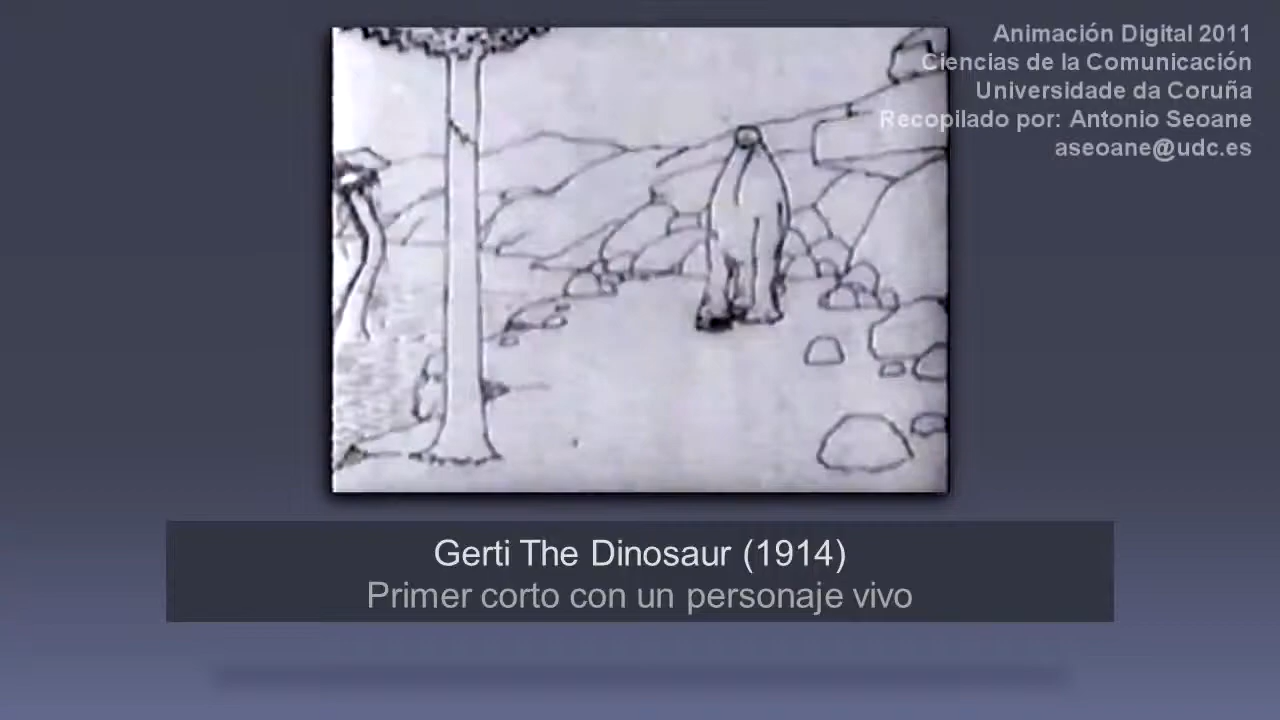 Animación Digital 2011
Ciencias de la Comunicación
Universidade da Coruña
Recopilado por: Antonio Seoane
aseoane@udc.es
Gerti The Dinosaur (1914)
Primer corto con un personaje vivo